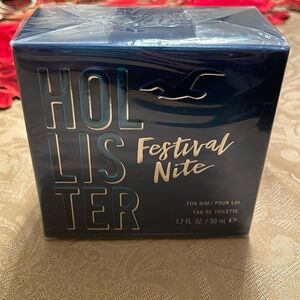 HOL
LIS
TER
Festival
Nite
FOR HIM / POUR LUI
EAU DE TOILETTE
1.7 FL. OZ. / 50 mL ℮